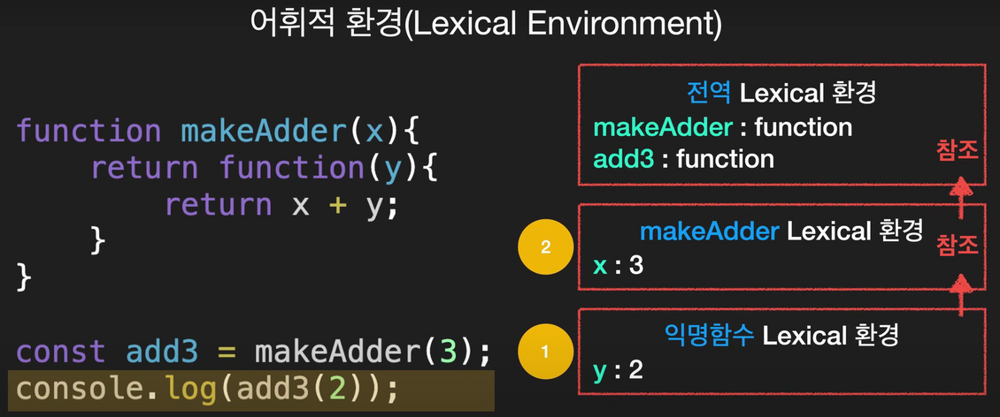 어휘적 환경(Lexical Environment)
function makeAdder(x){
    return function(y){
        return x + y;
    }
}
const add3 = makeAdder(3);
console.log(add3(2));
전역 Lexical 환경
makeAdder : function
add3 : function
참조
2
makeAdder Lexical 환경
x : 3
참조
1
익명함수 Lexical 환경
y : 2